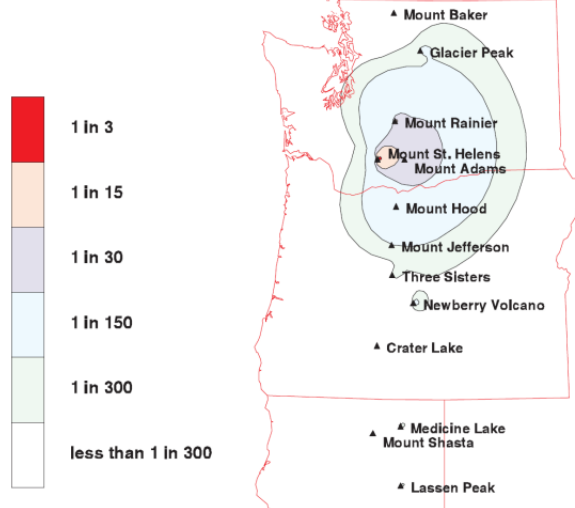 Mount Baker
Glacier Peak
1 in 3
Mount Rainier
Mount St. Helens
Mount Adams
1 in 15
Mount Hood
1 in 30
Mount Jefferson
Three Sisters
Newberry Volcano
1 in 150
Crater Lake
1 in 300
Medicine Lake
Mount Shasta
less than 1 in 300
Lassen Peak